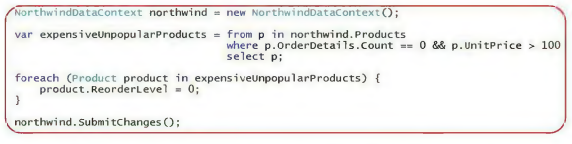 NorthwindDataContext northwind = new NorthwindDataContext();
var expensiveUnpopularProducts = from p in northwind.Products
where p.OrderDetails.Count == 0 && p.UnitPrice > 100
select p;
foreach (Product product in expensiveUnpopularProducts) {
product.ReorderLevel = 0;
}
northwind.SubmitChanges();